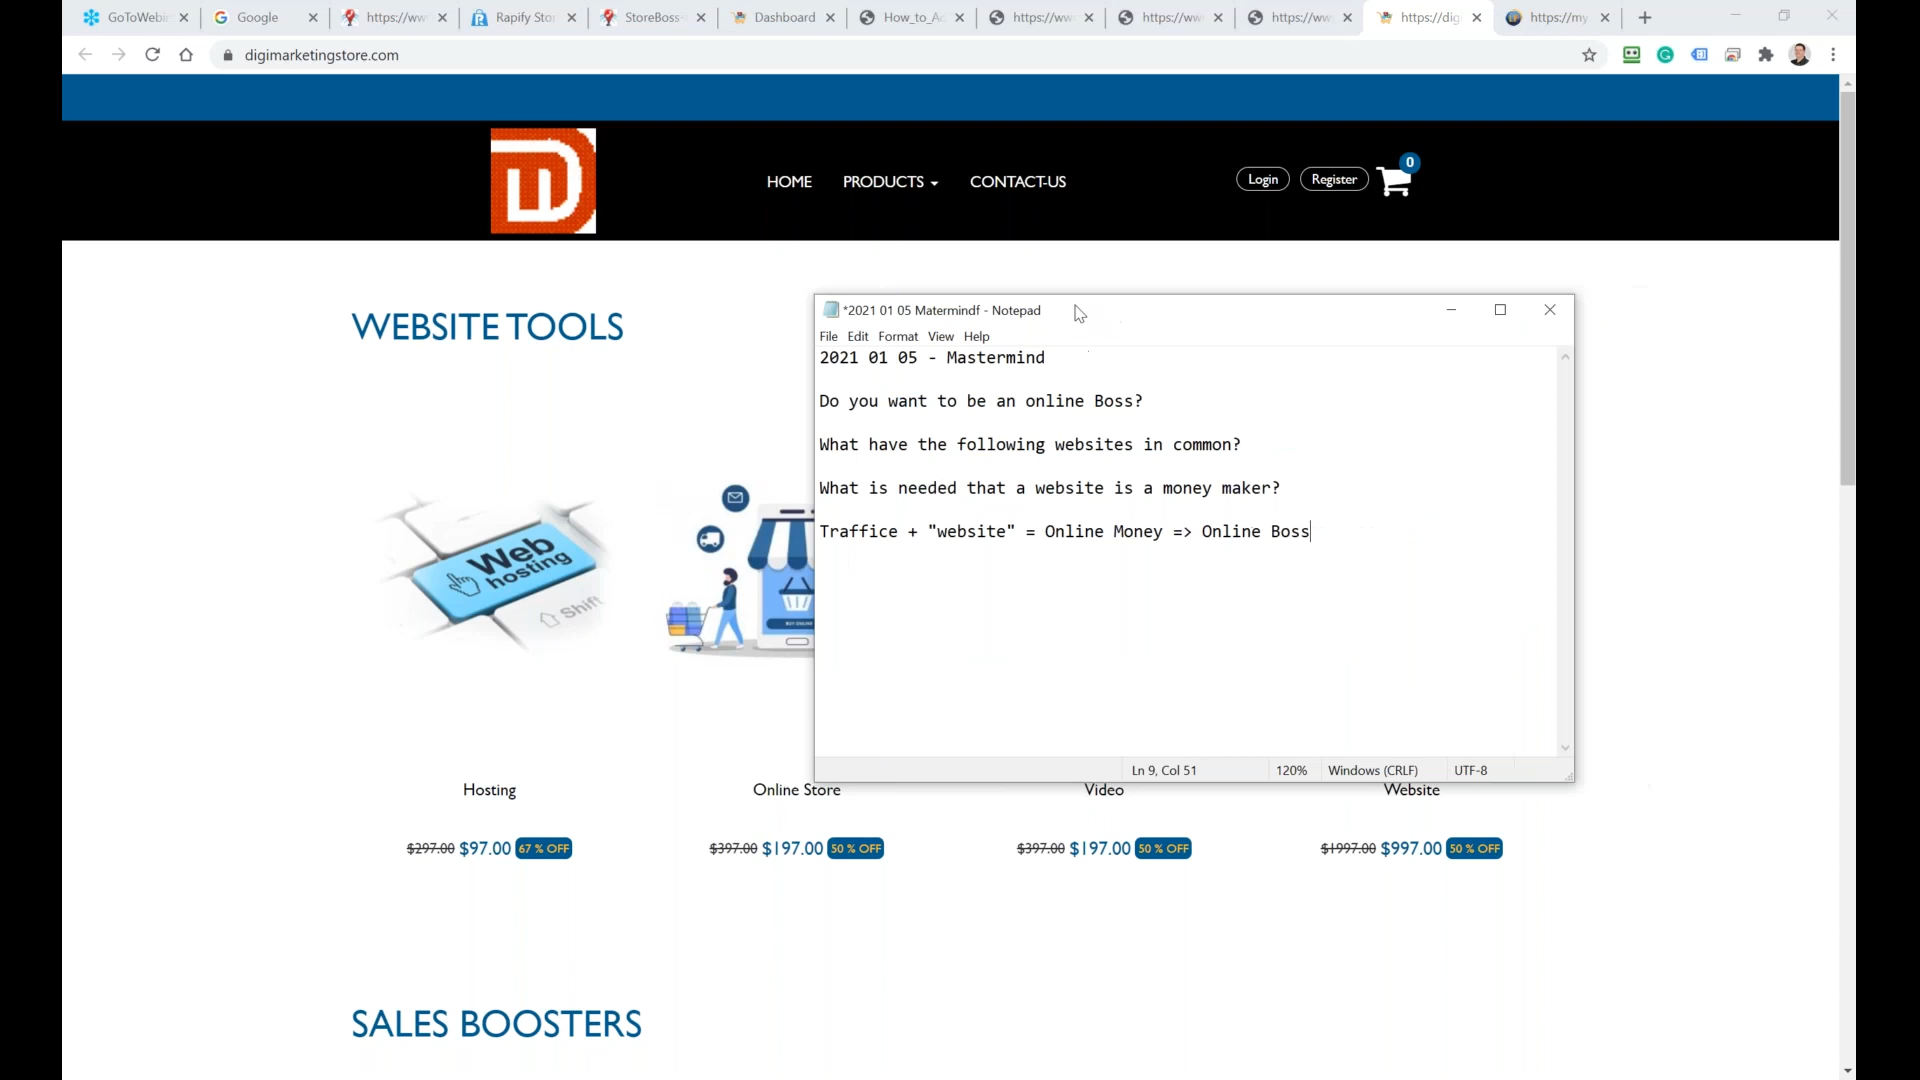 GoToWebi
Google
https://ww
Rapify Sto
StoreBoss
Dashboard
How_to_A
https://ww
https://ww
https://ww
https://dig
https://my
digimarketingstore.com
HOME
PRODUCTS
CONTACT-US
Login
Register
0
WEBSITE TOOLS
*2021 01 05 Matermindf - Notepad
File Edit Format View Help
2021 01 05 - Mastermind
Do you want to be an online Boss?
What have the following websites in common?
What is needed that a website is a money maker?
Traffice + "website" = Online Money => Online Boss
Ln 9, Col 51
120%
Windows (CRLF)
UTF-8
Web
hosting
Shift
BUY ONLINE
Hosting
Online Store
Video
Website
$297.00 $97.00 67 % OFF
$397.00 $197.00 50 % OFF
$397.00 $197.00 50 % OFF
$1997.00 $997.00 50 % OFF
SALES BOOSTERS